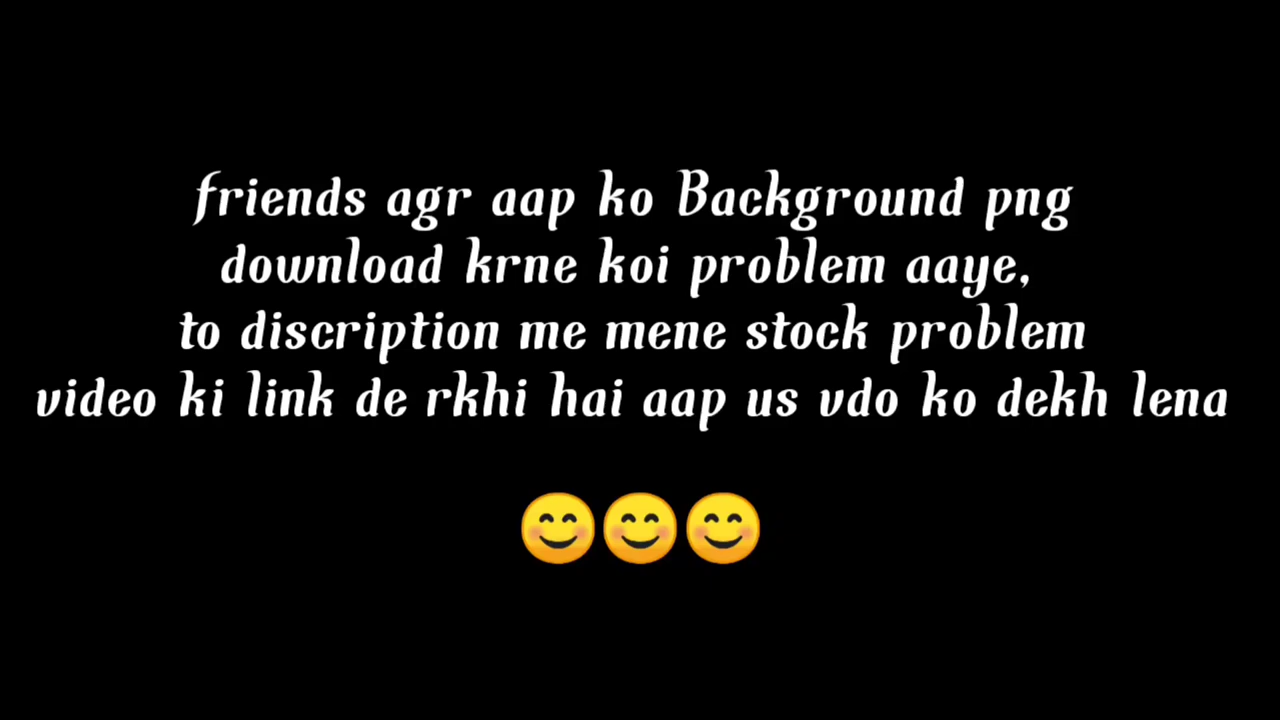 friends agr aap ko Background png
download krne koi problem aaye,
to discription me mene stock problem
video ki link de rkhi hai aap us vdo ko dekh lena
😊😊😊